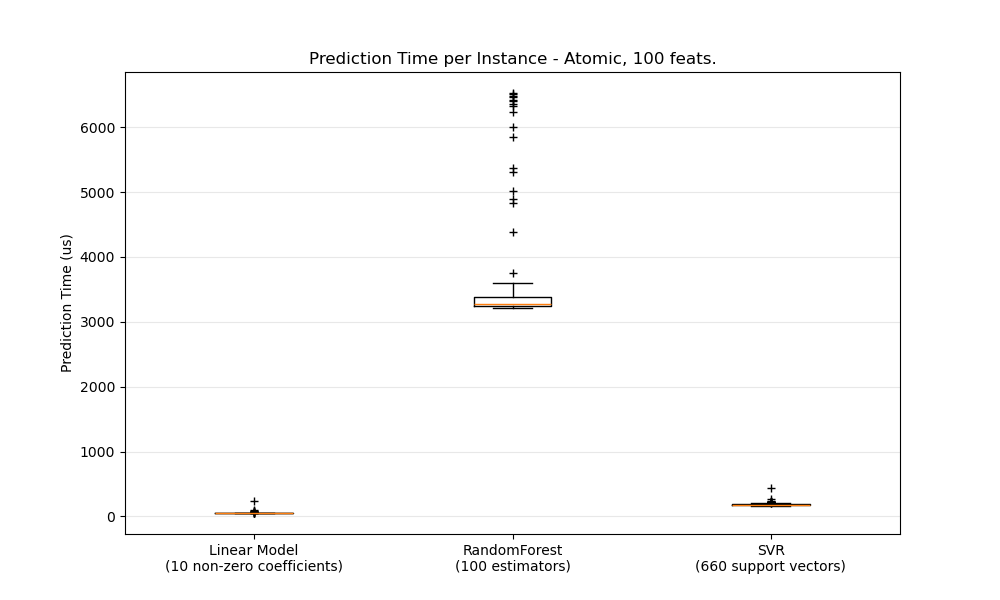 Prediction Time per Instance - Atomic, 100 feats.
Prediction Time (us)
6000
5000
4000
3000
2000
1000
0
Linear Model
(10 non-zero coefficients)
RandomForest
(100 estimators)
SVR
(660 support vectors)